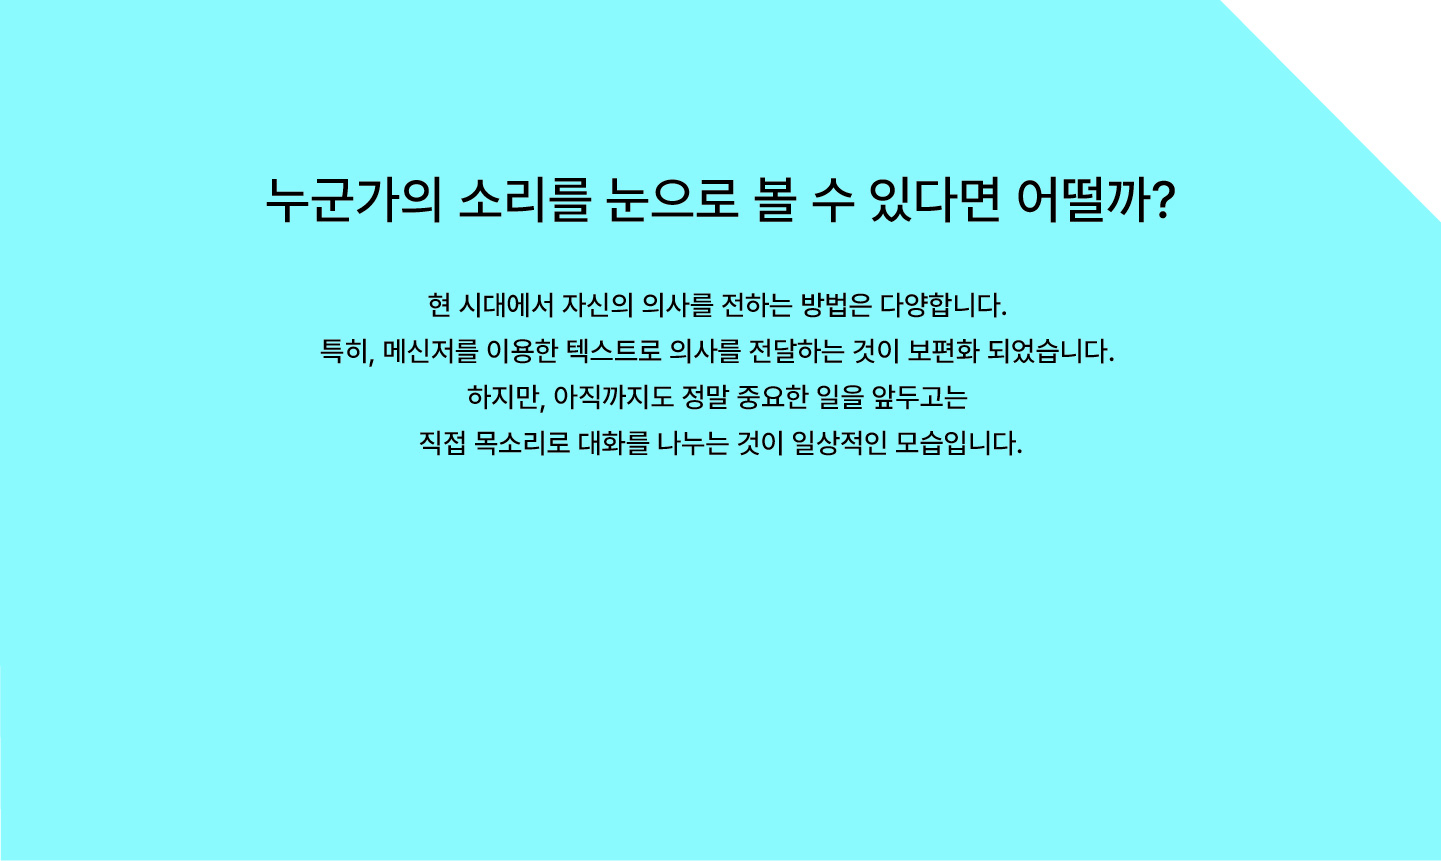 누군가의 소리를 눈으로 볼 수 있다면 어떨까?
현 시대에서 자신의 의사를 전하는 방법은 다양합니다.
특히, 메신저를 이용한 텍스트로 의사를 전달하는 것이 보편화 되었습니다.
하지만, 아직까지도 정말 중요한 일을 앞두고는
직접 목소리로 대화를 나누는 것이 일상적인 모습입니다.